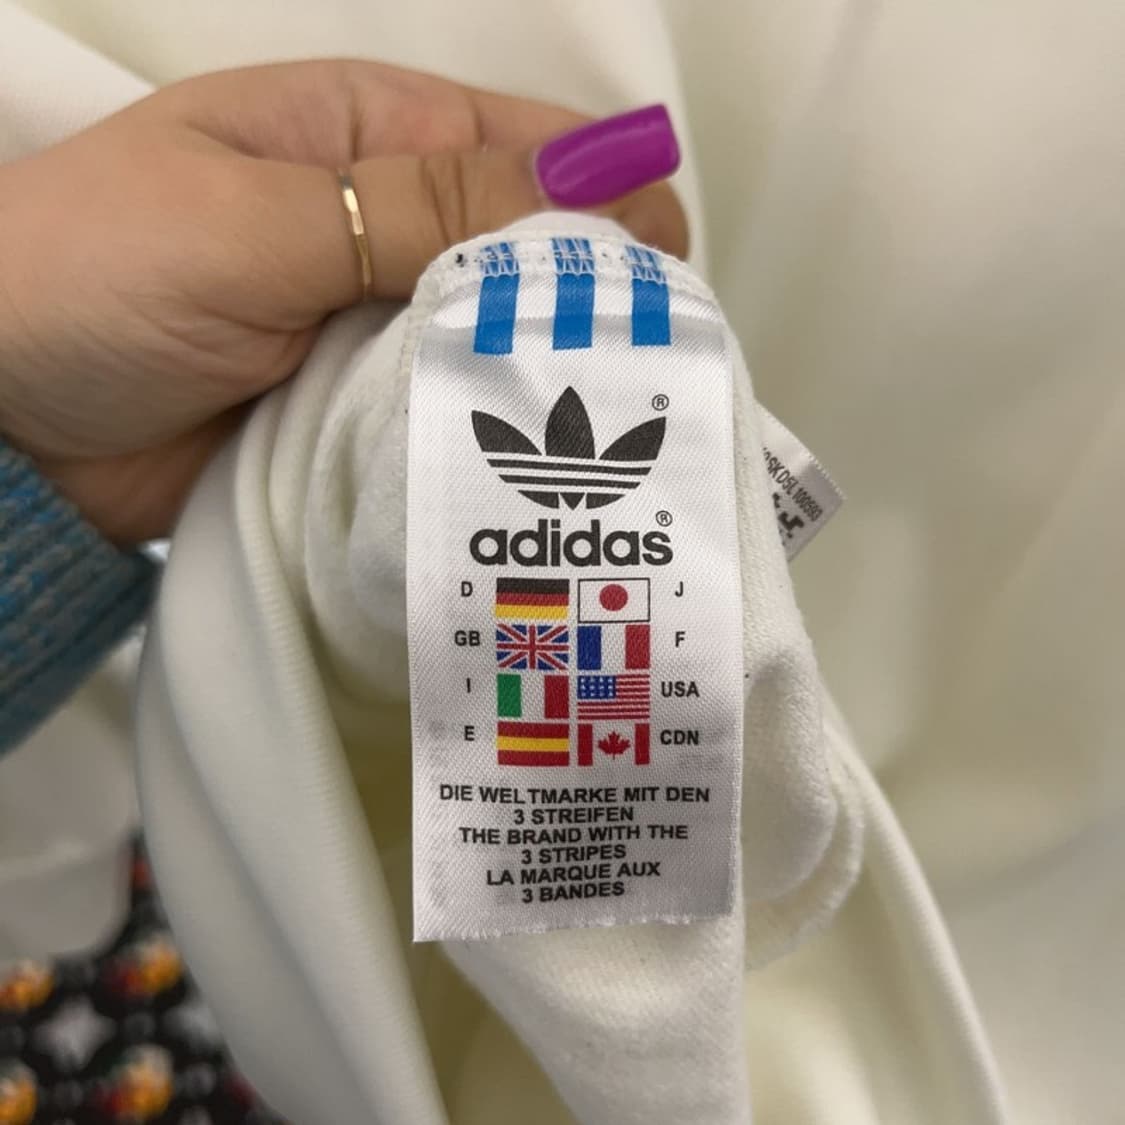 ®
adidas®
D J
GB F
I USA
E CDN
DIE WELTMARKE MIT DEN
3 STREIFEN
THE BRAND WITH THE
3 STRIPES
LA MARQUE AUX
3 BANDES